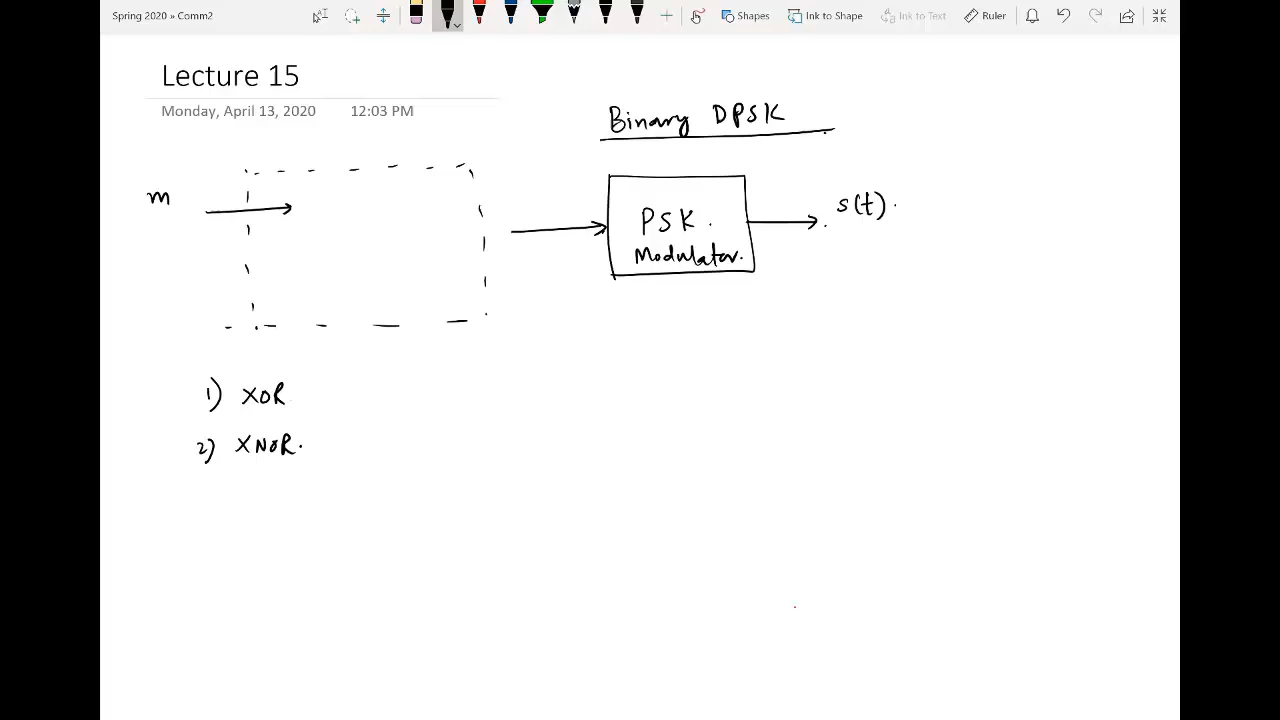 Spring 2020 » Comm2
Shapes
Ink to Shape
Ink to Text
Ruler
Lecture 15
Monday, April 13, 2020 12:03 PM
Binary DPSK
m
PSK.
Modulator.
s(t).
1) XOR
2) XNOR.